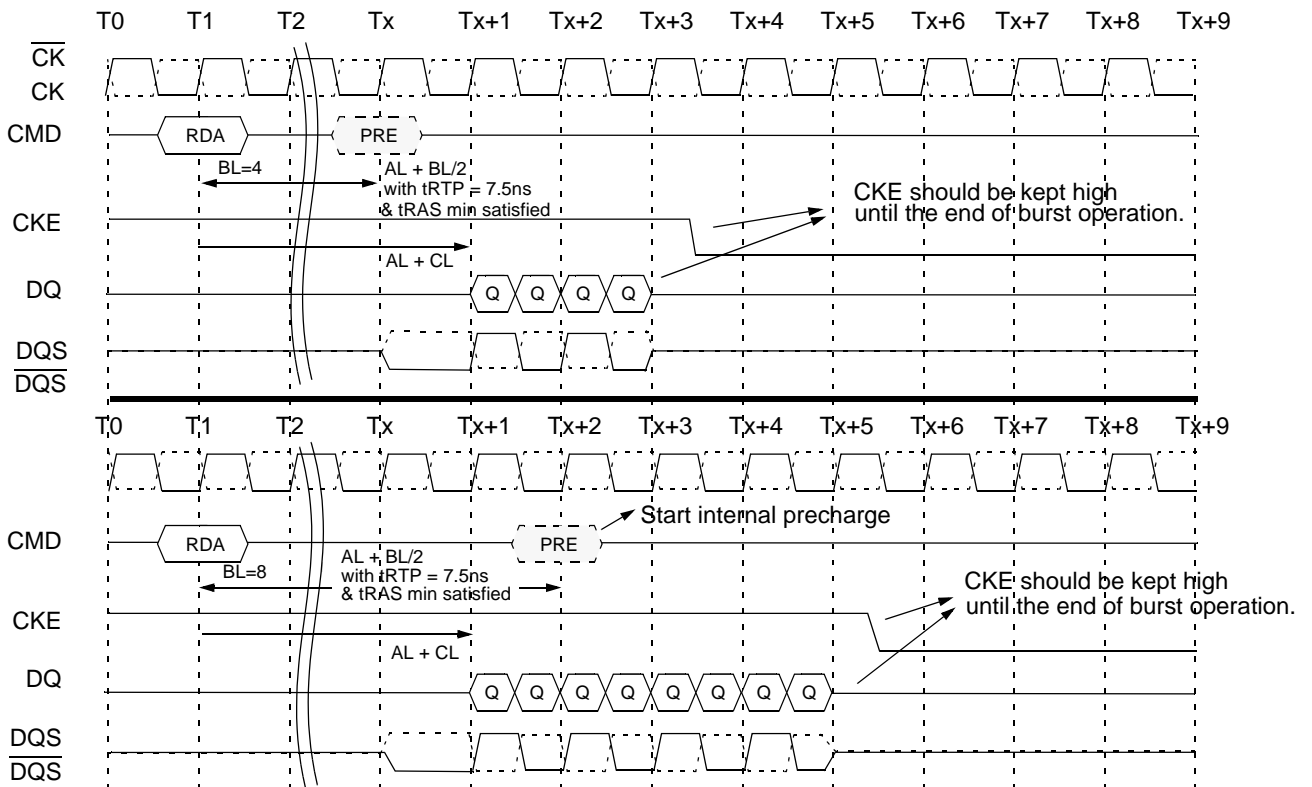 T0 T1 T2 Tx Tx+1 Tx+2 Tx+3 Tx+4 Tx+5 Tx+6 Tx+7 Tx+8 Tx+9
CK
CK
CMD RDA PRE
BL=4
AL + BL/2
with tRTP = 7.5ns
& tRAS min satisfied
CKE should be kept high
until the end of burst operation.
CKE
AL + CL
DQ Q Q Q Q
DQS
DQS
T0 T1 T2 Tx Tx+1 Tx+2 Tx+3 Tx+4 Tx+5 Tx+6 Tx+7 Tx+8 Tx+9
Start internal precharge
CMD RDA PRE
BL=8
AL + BL/2
with tRTP = 7.5ns
& tRAS min satisfied
CKE should be kept high
until the end of burst operation.
CKE
AL + CL
DQ Q Q Q Q Q Q Q Q
DQS
DQS